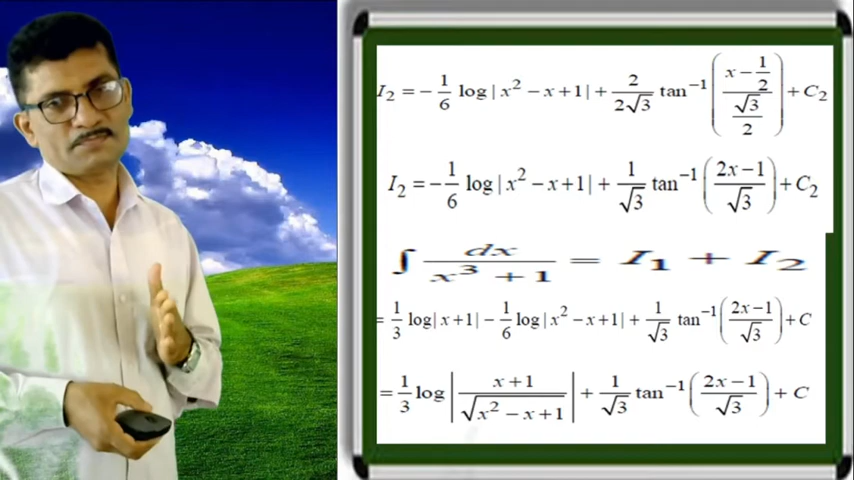 I₂ = −1/6 log|x² − x + 1| + 2/(2√3) tan⁻¹((x − 1/2)/(√3/2)) + C₂
I₂ = −1/6 log|x² − x + 1| + 1/√3 tan⁻¹((2x − 1)/√3) + C₂
∫ dx/(x³ + 1) = I₁ + I₂
= 1/3 log|x + 1| − 1/6 log|x² − x + 1| + 1/√3 tan⁻¹((2x − 1)/√3) + C
= 1/3 log|(x + 1)/√(x² − x + 1)| + 1/√3 tan⁻¹((2x − 1)/√3) + C